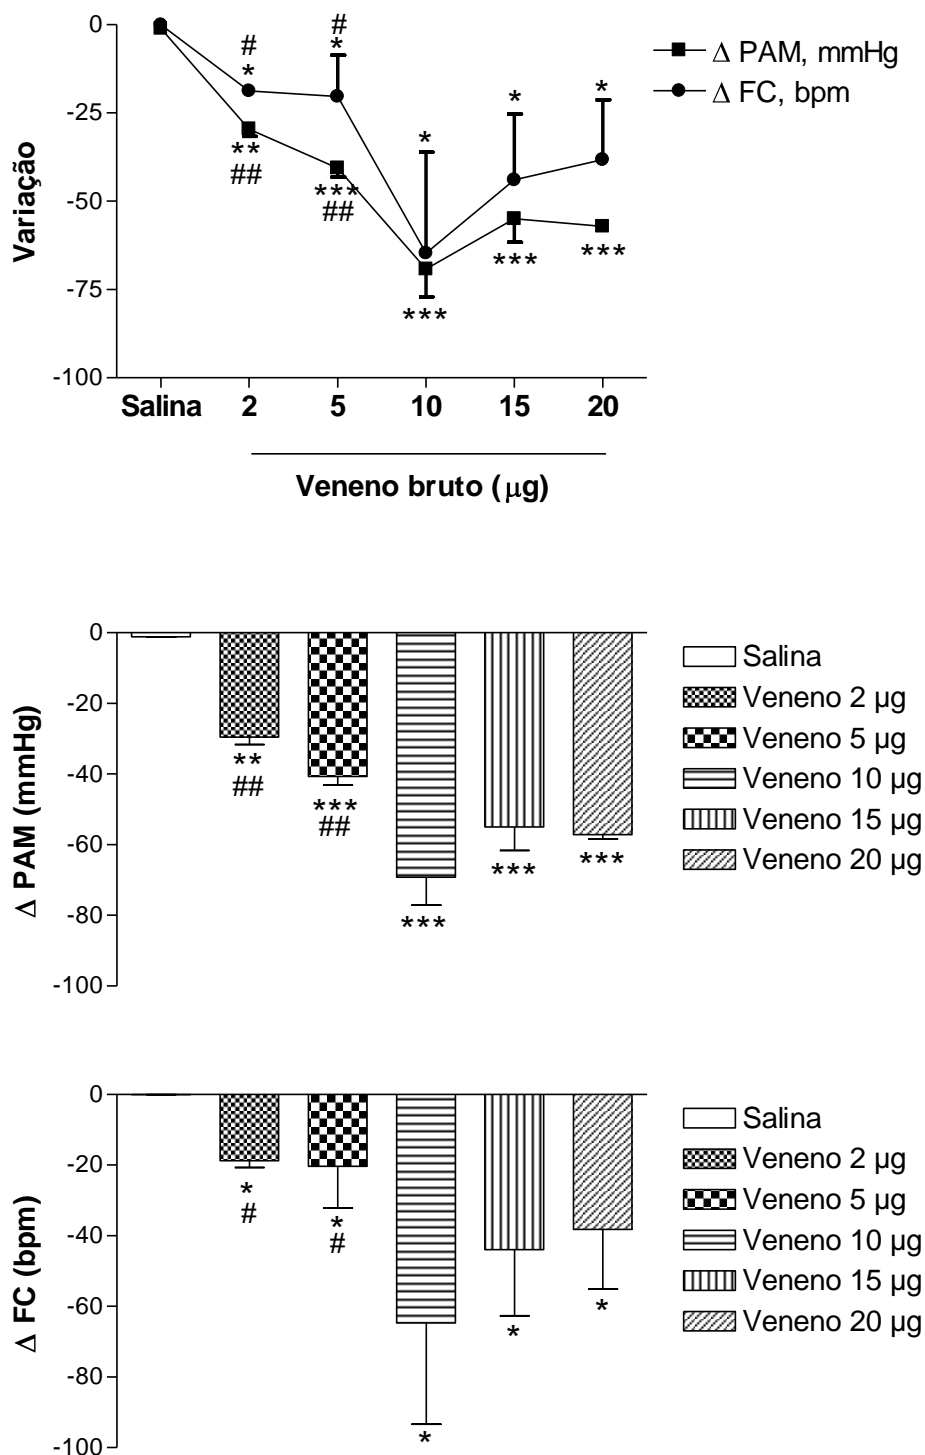 0
-25
-50
-75
-100
Variação
#
*
#
*
*
*
*
**
##
***
##
***
***
***
Δ PAM, mmHg
Δ FC, bpm
Salina 2 5 10 15 20
Veneno bruto (μg)
0
-20
-40
-60
-80
-100
Δ PAM (mmHg)
**
##
***
##
***
***
***
Salina
Veneno 2 μg
Veneno 5 μg
Veneno 10 μg
Veneno 15 μg
Veneno 20 μg
0
-20
-40
-60
-80
-100
Δ FC (bpm)
*
#
*
#
*
*
*
Salina
Veneno 2 μg
Veneno 5 μg
Veneno 10 μg
Veneno 15 μg
Veneno 20 μg